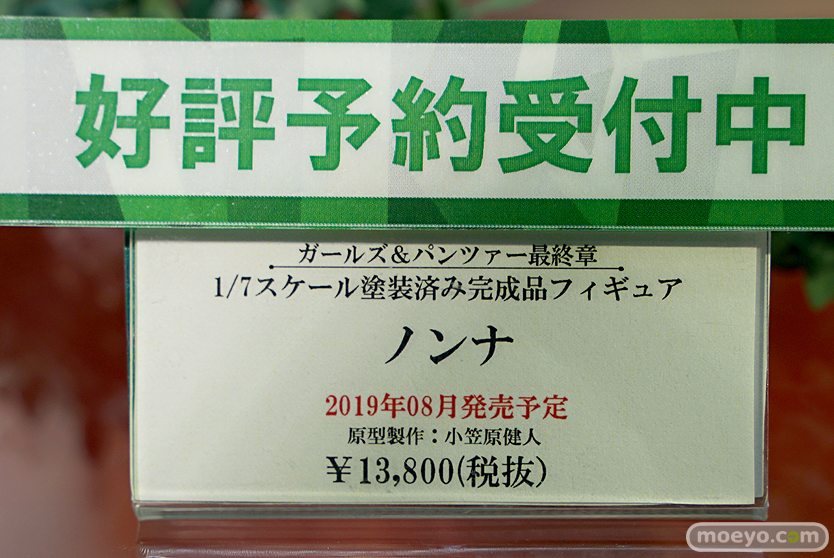 好評予約受付中
ガールズ＆パンツァー最終章
1/7スケール塗装済み完成品フィギュア
ノンナ
2019年08月発売予定
原型製作：小笠原健人
￥13,800(税抜)
moeyo.com